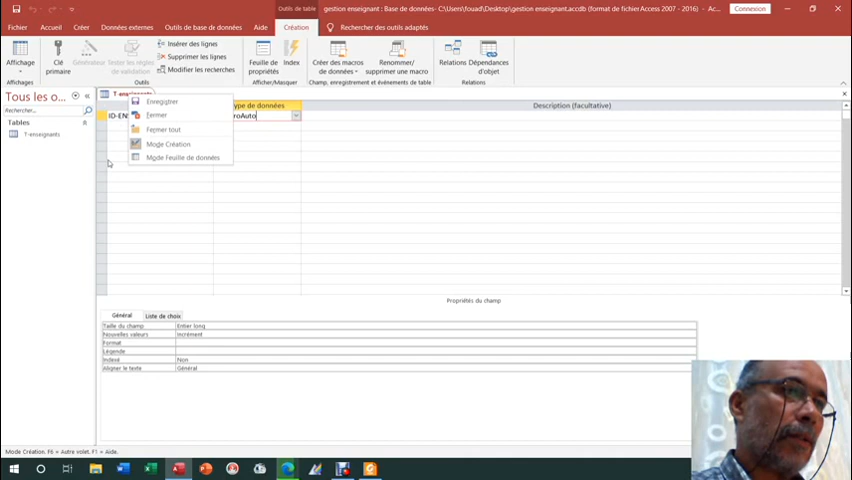 Outils de table
gestion enseignant : Base de données- C:\Users\fouad\Desktop\gestion enseignant.accdb (format de fichier Access 2007 - 2016) - Ac...
Connexion
Fichier Accueil Créer Données externes Outils de base de données Aide Création Rechercher des outils adaptés
Affichage
Clé primaire
Générateur
Tester les règles de validation
Insérer des lignes
Supprimer les lignes
Modifier les recherches
Feuille de propriétés
Index
Créer des macros de données
Renommer/ supprimer une macro
Relations
Dépendances d'objet
Affichages Outils Afficher/Masquer Champ, enregistrement et événements de table Relations
Tous les o...
Rechercher...
Tables
T-enseignants
T-enseignants
ype de données
Description (facultative)
ID-EN
roAuto
Enregistrer
Fermer
Fermer tout
Mode Création
Mode Feuille de données
Propriétés du champ
Général Liste de choix
Taille du champ Entier long
Nouvelles valeurs Incrément
Format
Légende
Indexé Non
Aligner le texte Général
Mode Création. F6 = Autre volet. F1 = Aide.